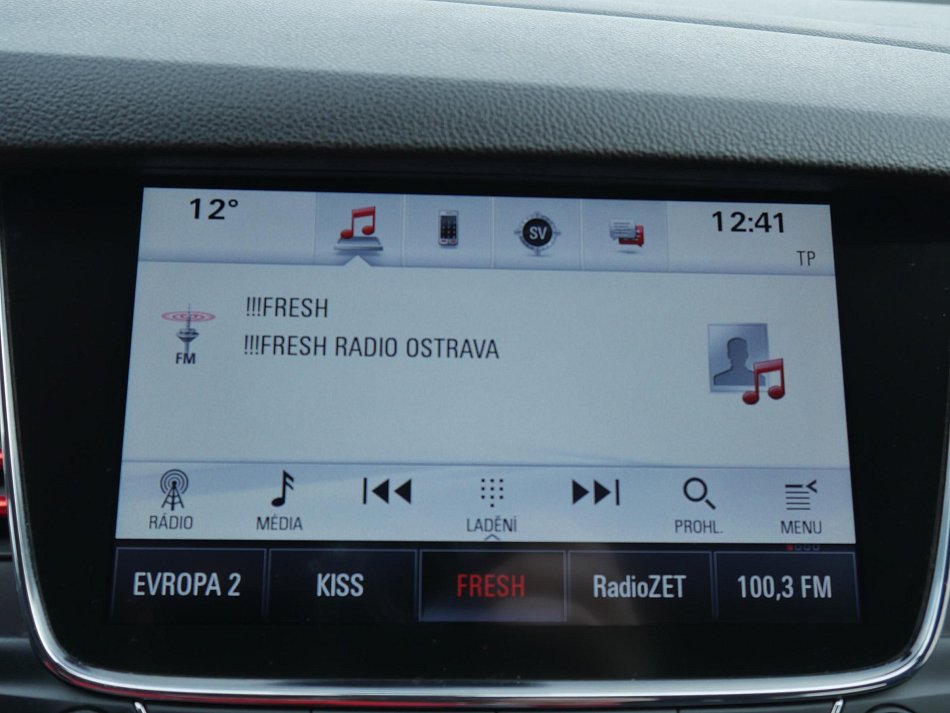 12°
SV
12:41
TP
!!!FRESH
FM
!!!FRESH RADIO OSTRAVA
RÁDIO
MÉDIA
LADĚNÍ
PROHL.
MENU
EVROPA 2
KISS
FRESH
RadioZET
100,3 FM